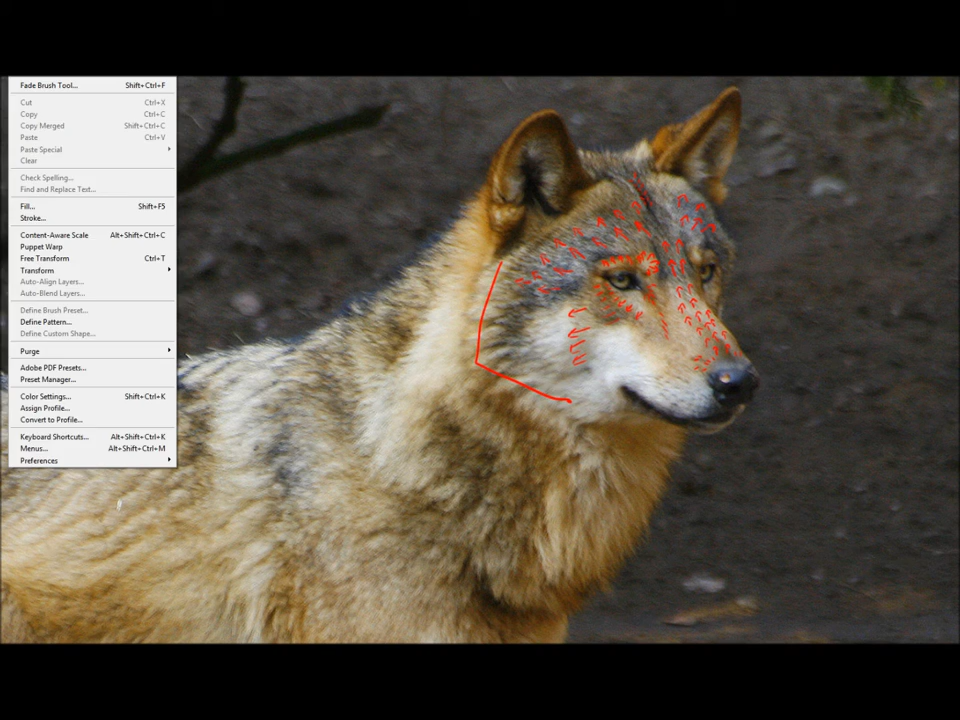 Fade Brush Tool... Shift+Ctrl+F
Cut Ctrl+X
Copy Ctrl+C
Copy Merged Shift+Ctrl+C
Paste Ctrl+V
Paste Special
Clear
Check Spelling...
Find and Replace Text...
Fill... Shift+F5
Stroke...
Content-Aware Scale Alt+Shift+Ctrl+C
Puppet Warp
Free Transform Ctrl+T
Transform
Auto-Align Layers...
Auto-Blend Layers...
Define Brush Preset...
Define Pattern...
Define Custom Shape...
Purge
Adobe PDF Presets...
Preset Manager...
Color Settings... Shift+Ctrl+K
Assign Profile...
Convert to Profile...
Keyboard Shortcuts... Alt+Shift+Ctrl+K
Menus... Alt+Shift+Ctrl+M
Preferences